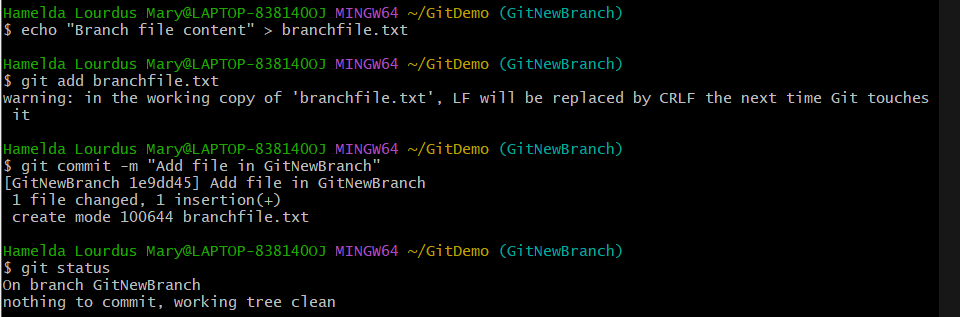 Hamelda Lourdus Mary@LAPTOP-838140OJ MINGW64 ~/GitDemo (GitNewBranch)
$ echo "Branch file content" > branchfile.txt
Hamelda Lourdus Mary@LAPTOP-838140OJ MINGW64 ~/GitDemo (GitNewBranch)
$ git add branchfile.txt
warning: in the working copy of 'branchfile.txt', LF will be replaced by CRLF the next time Git touches
it
Hamelda Lourdus Mary@LAPTOP-838140OJ MINGW64 ~/GitDemo (GitNewBranch)
$ git commit -m "Add file in GitNewBranch"
[GitNewBranch 1e9dd45] Add file in GitNewBranch
1 file changed, 1 insertion(+)
create mode 100644 branchfile.txt
Hamelda Lourdus Mary@LAPTOP-838140OJ MINGW64 ~/GitDemo (GitNewBranch)
$ git status
On branch GitNewBranch
nothing to commit, working tree clean